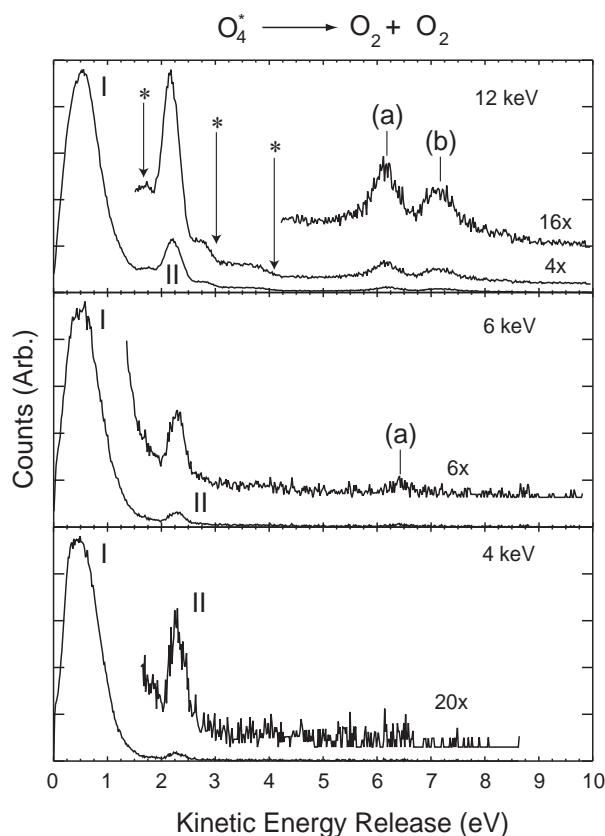 O₄* ⟶ O₂ + O₂
I
*
*
*
(a)
(b)
12 keV
16x
4x
II
I
6 keV
(a)
6x
II
I
4 keV
II
20x
0 1 2 3 4 5 6 7 8 9 10
Kinetic Energy Release (eV)
Counts (Arb.)